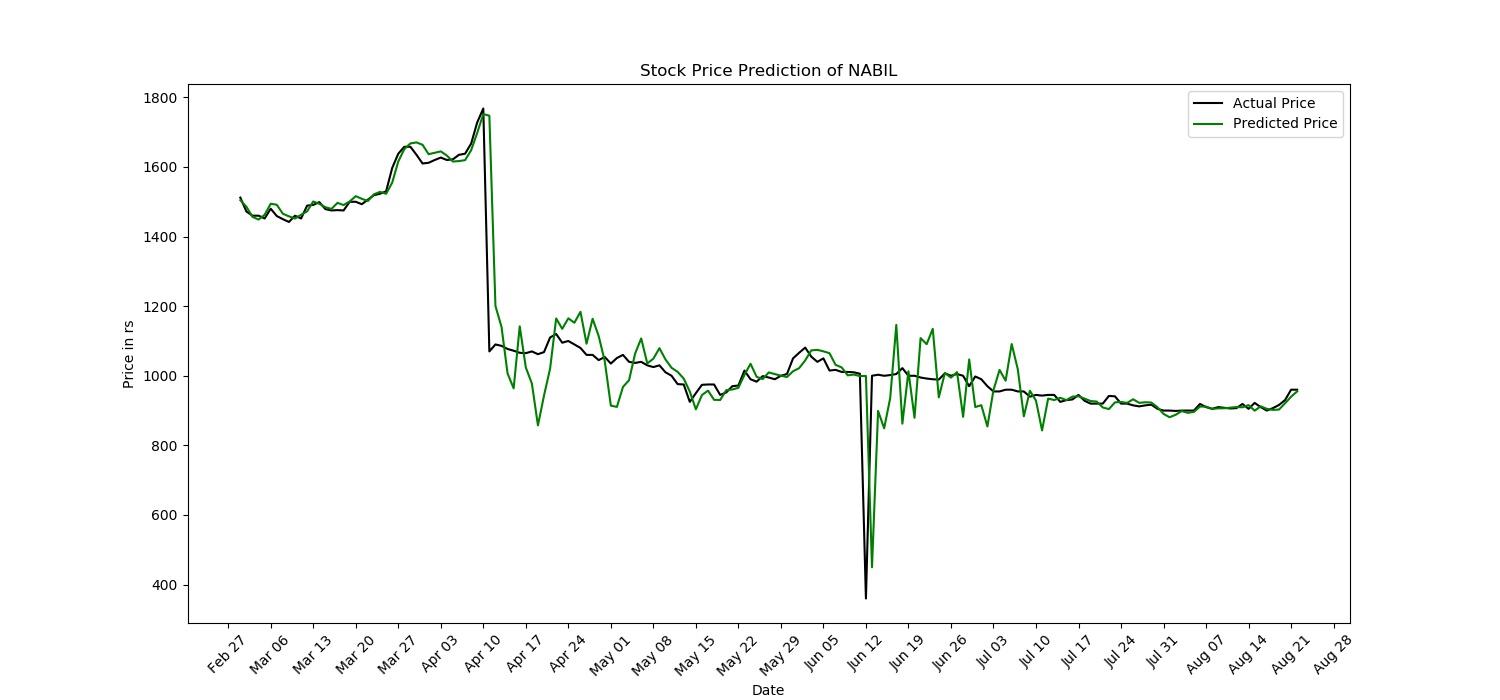 Stock Price Prediction of NABIL
Actual Price
Predicted Price
Price in rs
1800
1600
1400
1200
1000
800
600
400
Feb 27
Mar 06
Mar 13
Mar 20
Mar 27
Apr 03
Apr 10
Apr 17
Apr 24
May 01
May 08
May 15
May 22
May 29
Jun 05
Jun 12
Jun 19
Jun 26
Jul 03
Jul 10
Jul 17
Jul 24
Jul 31
Aug 07
Aug 14
Aug 21
Aug 28
Date